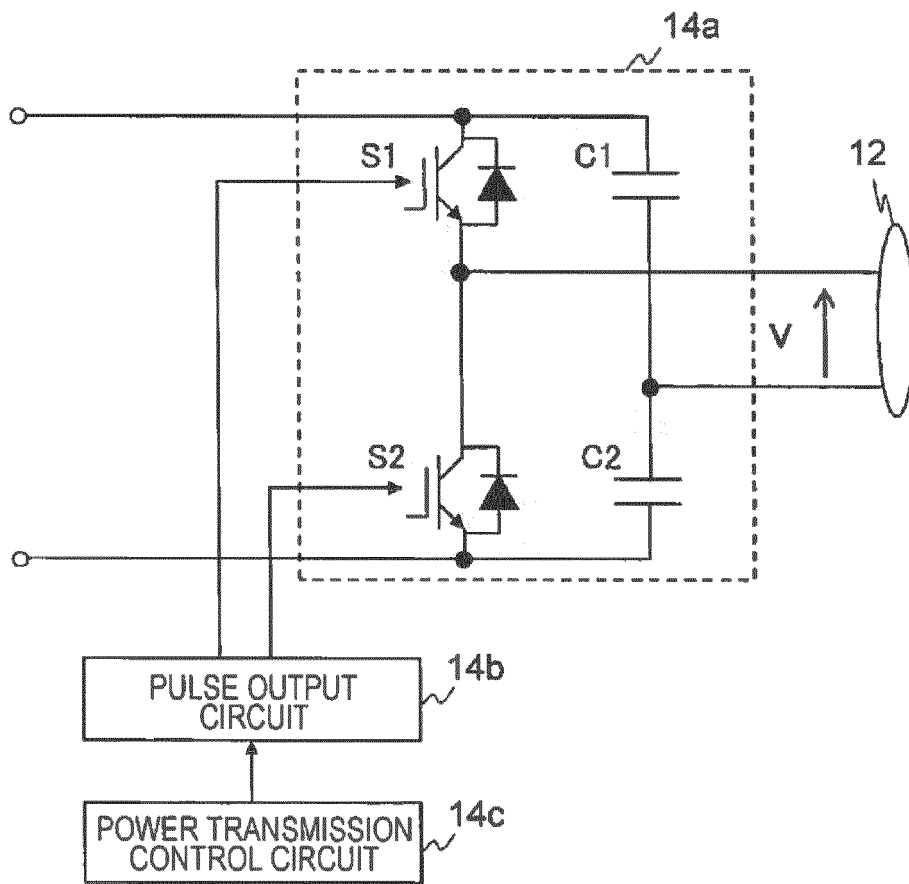 14a
S1
C1
12
V
S2
C2
PULSE OUTPUT
CIRCUIT
14b
POWER TRANSMISSION
CONTROL CIRCUIT
14c